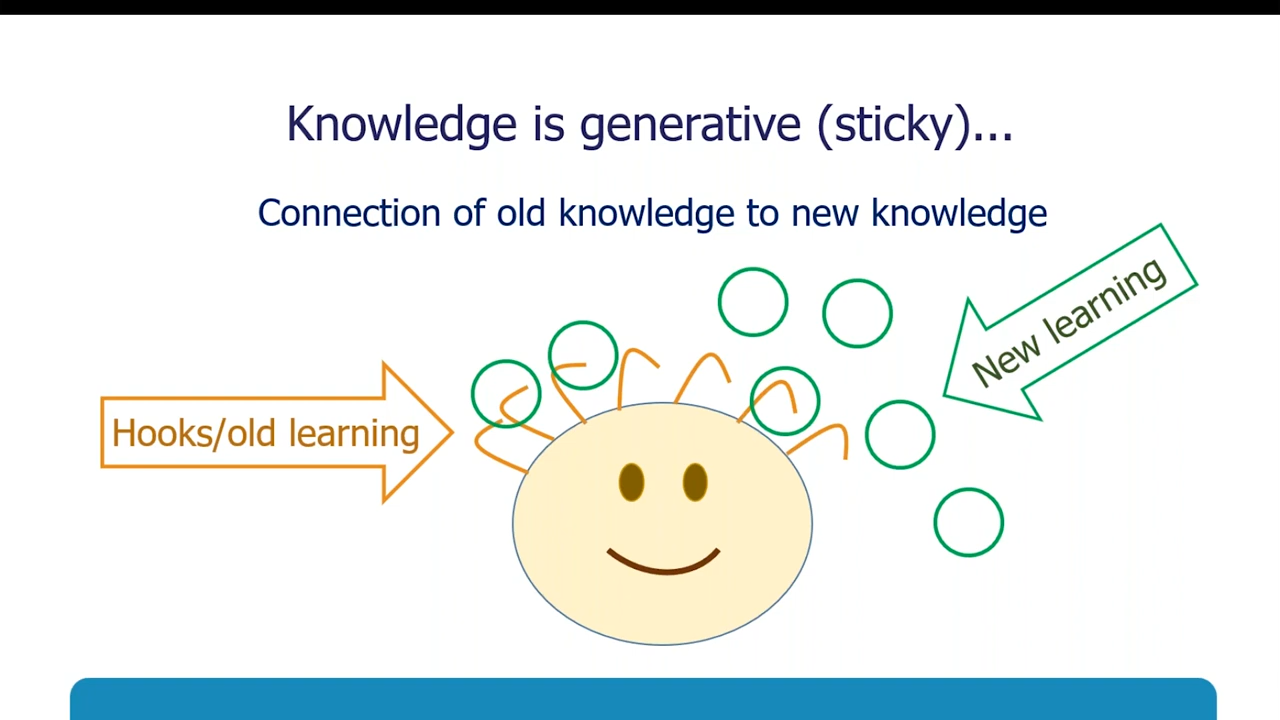 Knowledge is generative (sticky)...
Connection of old knowledge to new knowledge
New learning
Hooks/old learning